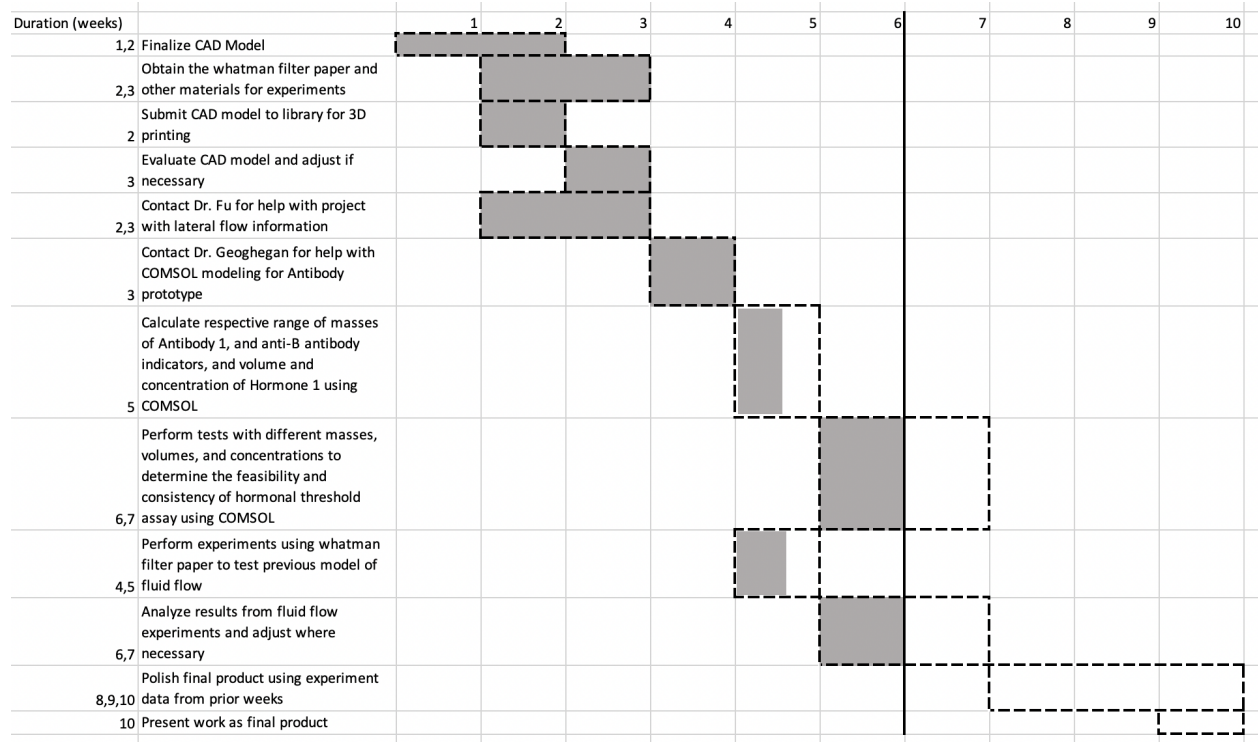 Duration (weeks) 1 2 3 4 5 6 7 8 9 10
1,2 Finalize CAD Model
Obtain the whatman filter paper and
2,3 other materials for experiments
Submit CAD model to library for 3D
2 printing
Evaluate CAD model and adjust if
3 necessary
Contact Dr. Fu for help with project
2,3 with lateral flow information
Contact Dr. Geoghegan for help with
COMSOL modeling for Antibody
3 prototype
Calculate respective range of masses
of Antibody 1, and anti-B antibody
indicators, and volume and
concentration of Hormone 1 using
5 COMSOL
Perform tests with different masses,
volumes, and concentrations to
determine the feasibility and
consistency of hormonal threshold
6,7 assay using COMSOL
Perform experiments using whatman
filter paper to test previous model of
4,5 fluid flow
Analyze results from fluid flow
experiments and adjust where
6,7 necessary
Polish final product using experiment
8,9,10 data from prior weeks
10 Present work as final product